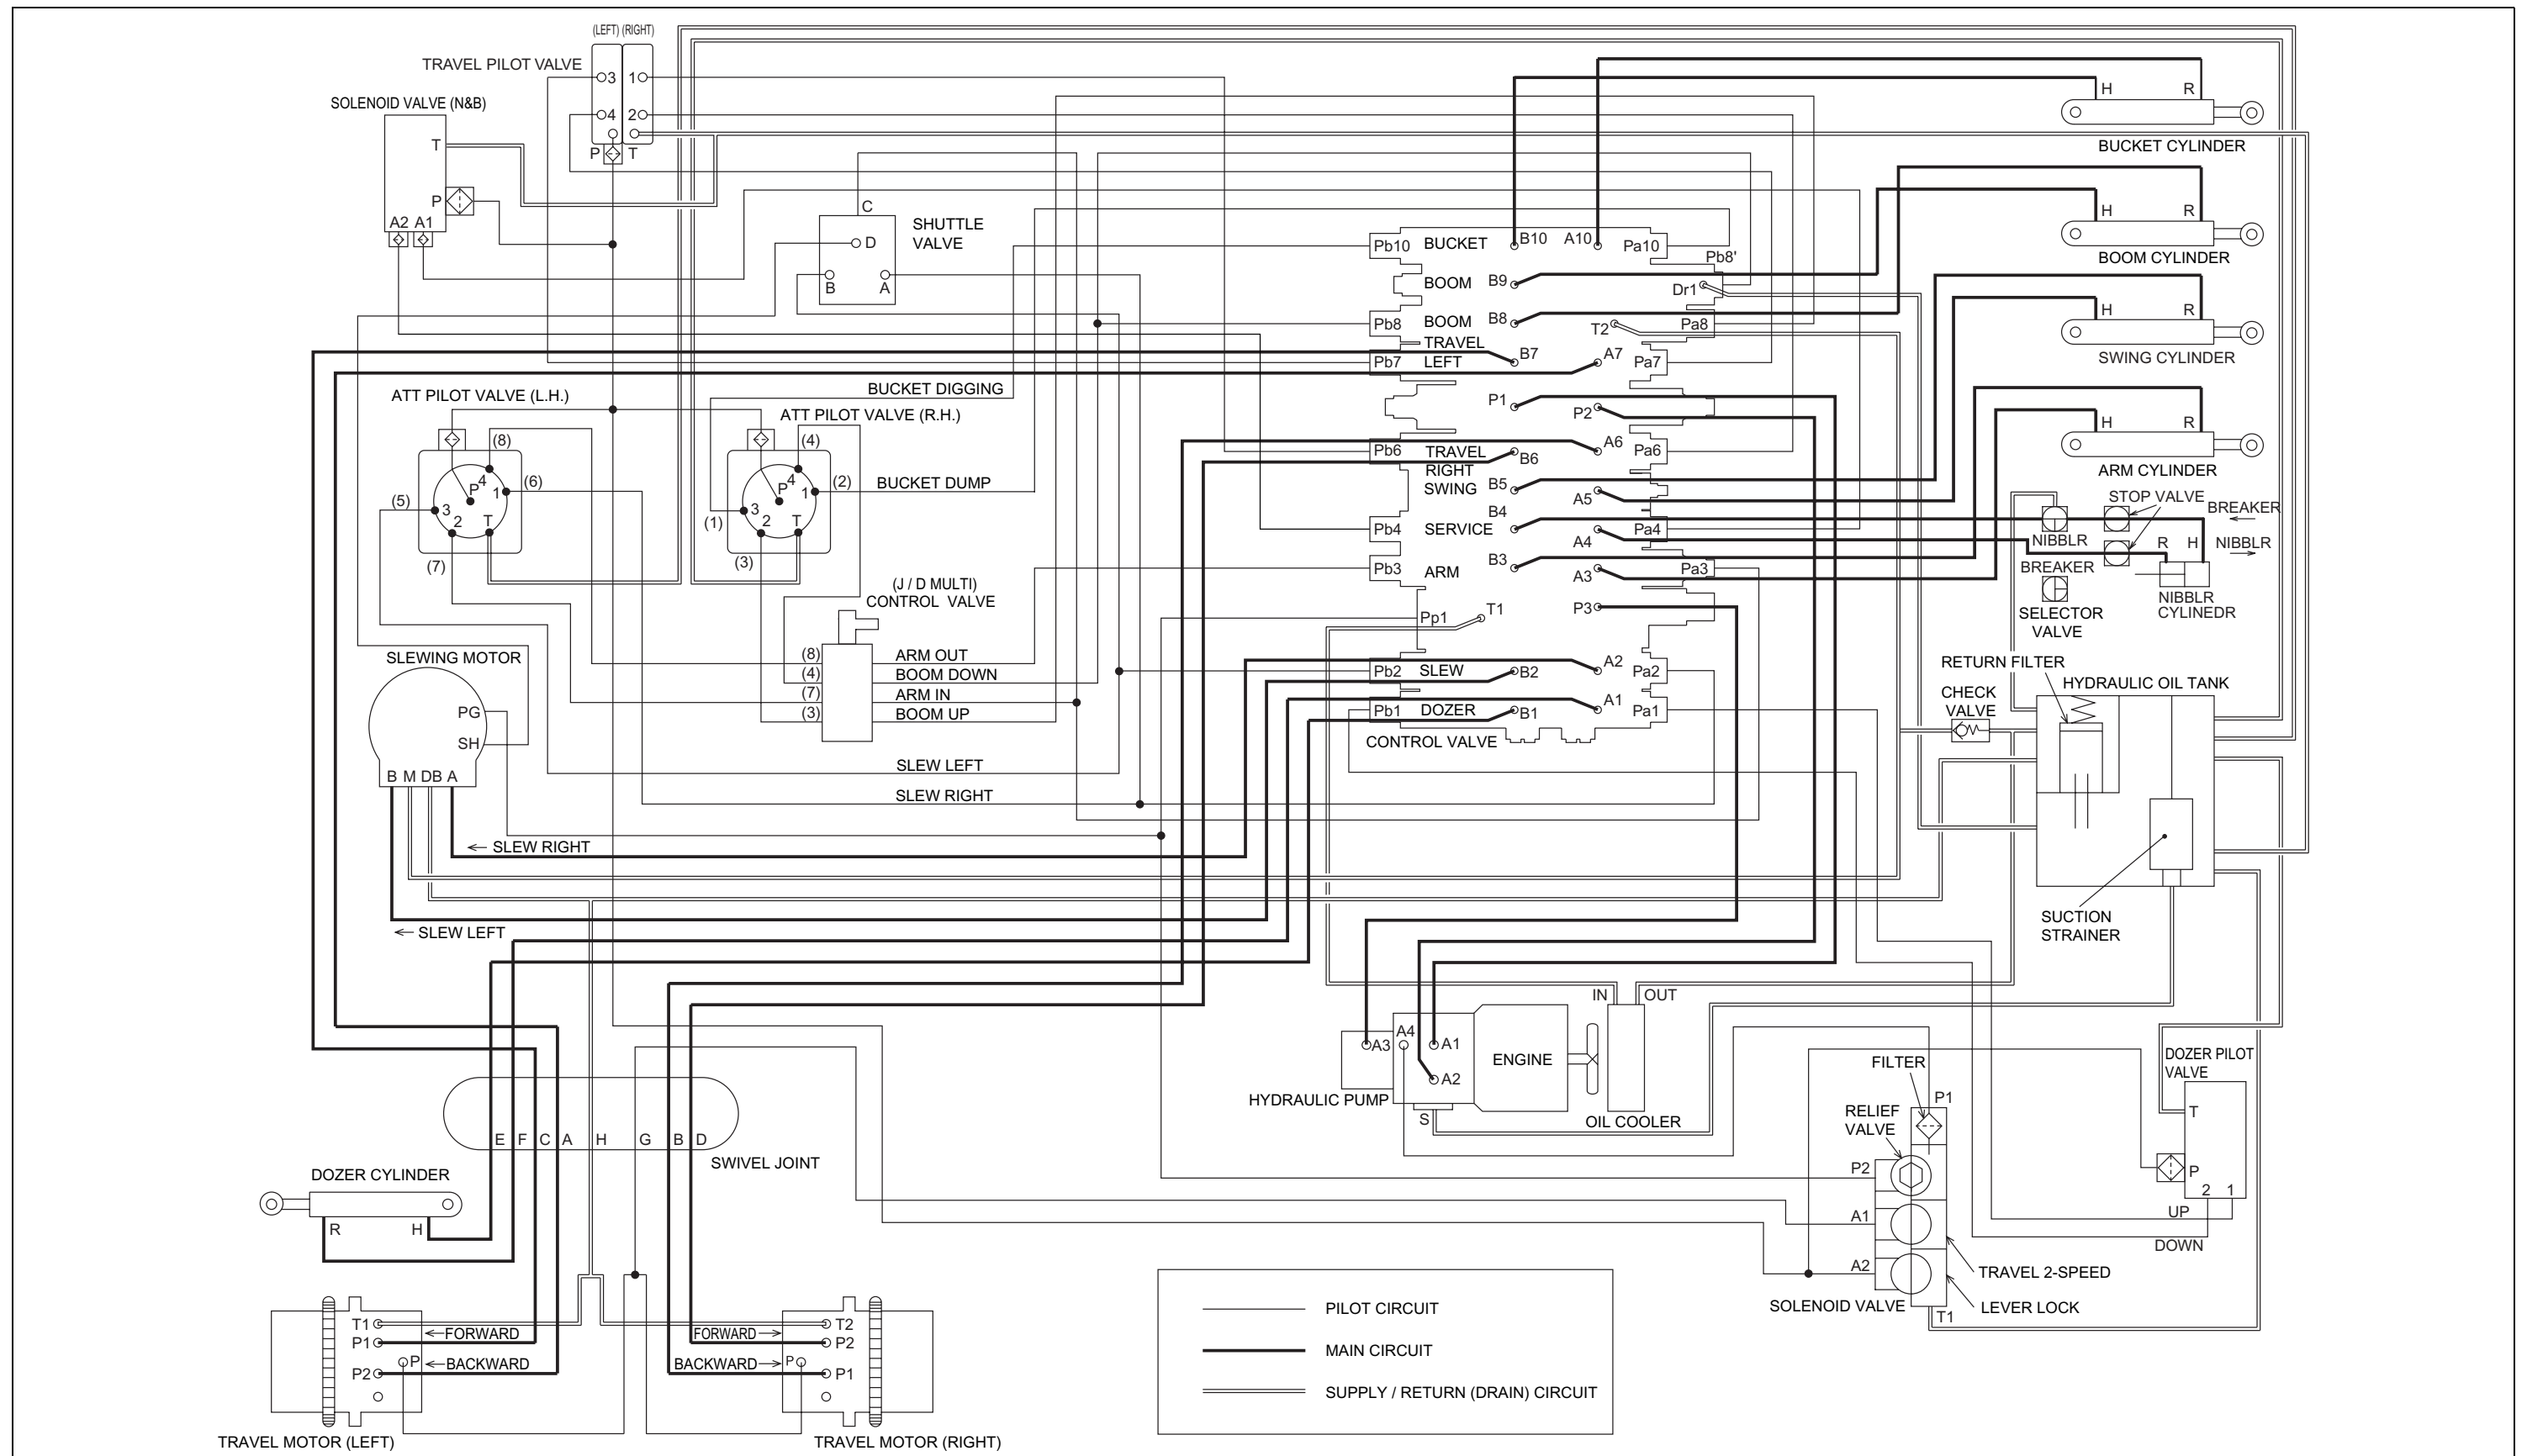 (LEFT) (RIGHT)
TRAVEL PILOT VALVE
3 1
4 2
P T
SOLENOID VALVE (N&B)
T
P
A2 A1
C
D
B A
SHUTTLE
VALVE
H R
BUCKET CYLINDER
H R
BOOM CYLINDER
H R
SWING CYLINDER
H R
ARM CYLINDER
Pb10 BUCKET B10 A10 Pa10
Pb8'
BOOM B9 Dr1
Pb8 BOOM B8 T2 Pa8
TRAVEL
Pb7 LEFT B7 A7 Pa7
P1 P2
Pb6 TRAVEL B6 A6 Pa6
RIGHT
SWING B5 A5
B4
Pb4 SERVICE A4 Pa4
B3
Pb3 ARM A3 Pa3
Pp1 T1 P3
Pb2 SLEW B2 A2 Pa2
Pb1 DOZER B1 A1 Pa1
CONTROL VALVE
BUCKET DIGGING
ATT PILOT VALVE (L.H.)
(8)
(6)
(5)
(7)
P 4
1
3
2 T
ATT PILOT VALVE (R.H.)
(4)
(2)
(1)
(3)
P 4
1
3
2 T
BUCKET DUMP
(J / D MULTI)
CONTROL VALVE
(8) ARM OUT
(4) BOOM DOWN
(7) ARM IN
(3) BOOM UP
SLEWING MOTOR
PG
SH
B M DB A
SLEW LEFT
SLEW RIGHT
SLEW RIGHT
SLEW LEFT
STOP VALVE
BREAKER
NIBBLR
R H
NIBBLR
BREAKER
SELECTOR
VALVE
NIBBLR
CYLINEDR
RETURN FILTER
HYDRAULIC OIL TANK
CHECK
VALVE
SUCTION
STRAINER
IN OUT
A4
A3 A1
A2
ENGINE
HYDRAULIC PUMP
S
OIL COOLER
FILTER
P1
RELIEF
VALVE
P2
A1
A2
SOLENOID VALVE
T1
TRAVEL 2-SPEED
LEVER LOCK
DOZER PILOT
VALVE
T
P
2 1
UP
DOWN
E F C A H G B D
SWIVEL JOINT
DOZER CYLINDER
R H
T1
P1
P
P2
FORWARD
BACKWARD
TRAVEL MOTOR (LEFT)
FORWARD
BACKWARD
T2
P2
P
P1
TRAVEL MOTOR (RIGHT)
PILOT CIRCUIT
MAIN CIRCUIT
SUPPLY / RETURN (DRAIN) CIRCUIT